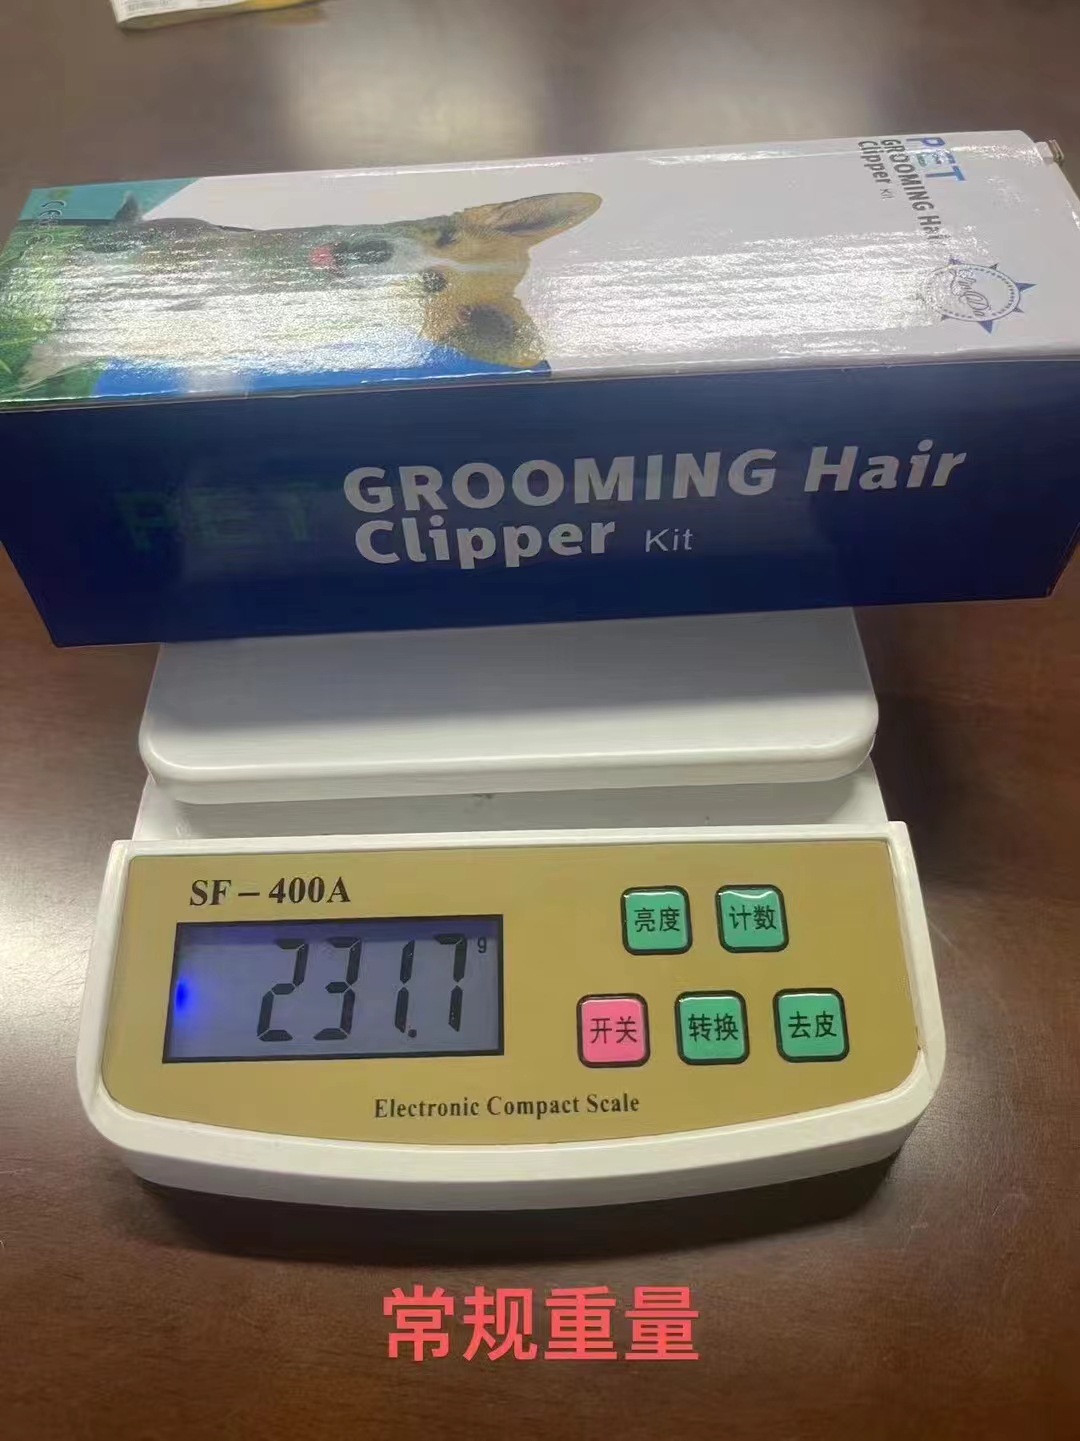 PET
GROOMING Hair
Clipper Kit
PET
GROOMING Hair
Clipper Kit
SF-400A
231.7 g
亮度
计数
开关
转换
去皮
Electronic Compact Scale
常规重量